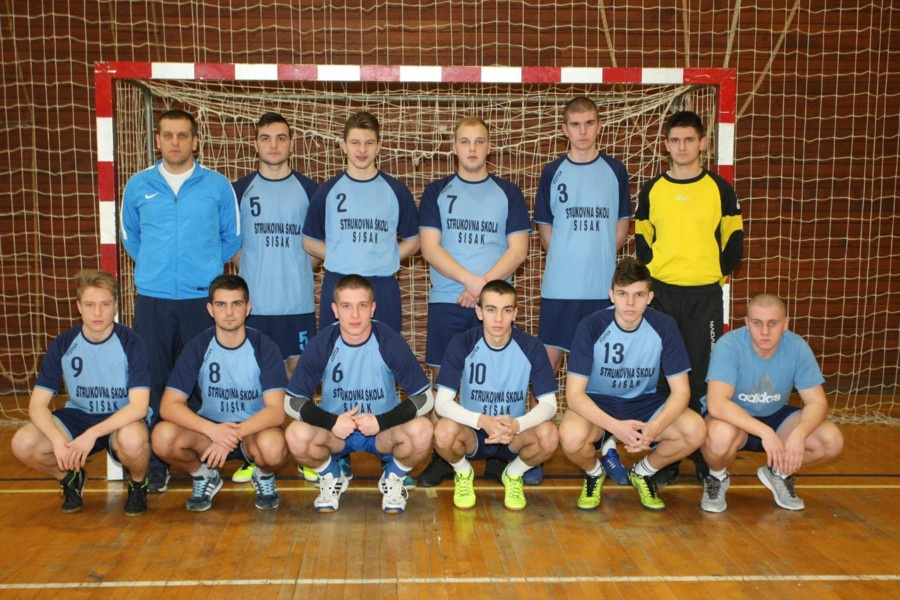 5
STRUKOVNA ŠKOLA
SISAK
5
2
STRUKOVNA ŠKOLA
SISAK
7
STRUKOVNA ŠKOLA
SISAK
3
STRUKOVNA ŠKOLA
SISAK
9
STRUKOVNA ŠKOLA
SISAK
8
STRUKOVNA ŠKOLA
SISAK
6
STRUKOVNA ŠKOLA
SISAK
10
STRUKOVNA ŠKOLA
SISAK
13
STRUKOVNA ŠKOLA
SISAK
adidas